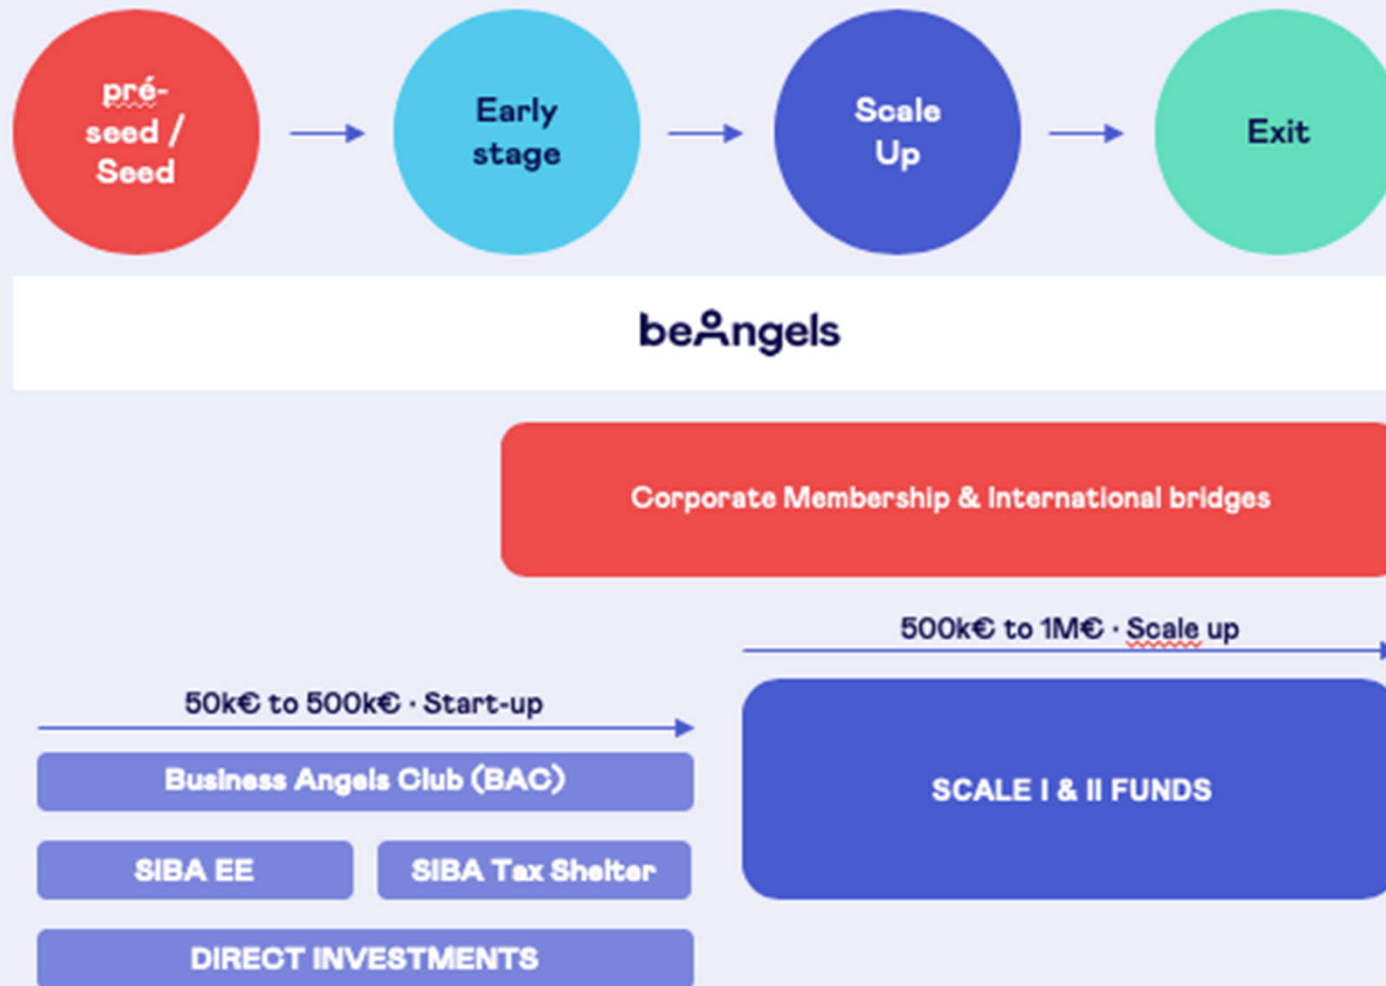 pré-
seed /
Seed
Early
stage
Scale
Up
Exit
beAngels
Corporate Membership & International bridges
500k€ to 1M€ · Scale up
50k€ to 500k€ · Start-up
Business Angels Club (BAC)
SIBA EE
SIBA Tax Shelter
SCALE I & II FUNDS
DIRECT INVESTMENTS